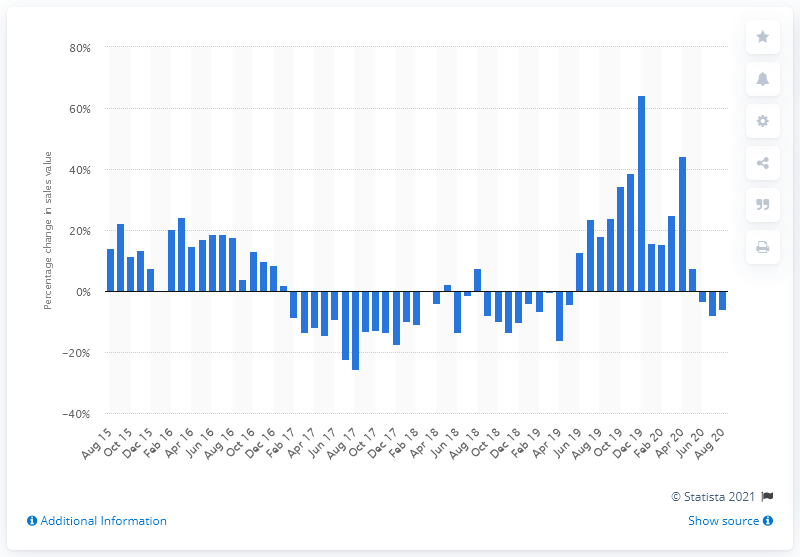 80%
60%
40%
20%
0%
−20%
−40%
Percentage change in sales value
Aug 15
Oct 15
Dec 15
Feb 16
Apr 16
Jun 16
Aug 16
Oct 16
Dec 16
Feb 17
Apr 17
Jun 17
Aug 17
Oct 17
Dec 17
Feb 18
Apr 18
Jun 18
Aug 18
Oct 18
Dec 18
Feb 19
Apr 19
Jun 19
Aug 19
Oct 19
Dec 19
Feb 20
Apr 20
Jun 20
Aug 20
© Statista 2021
Additional Information
Show source